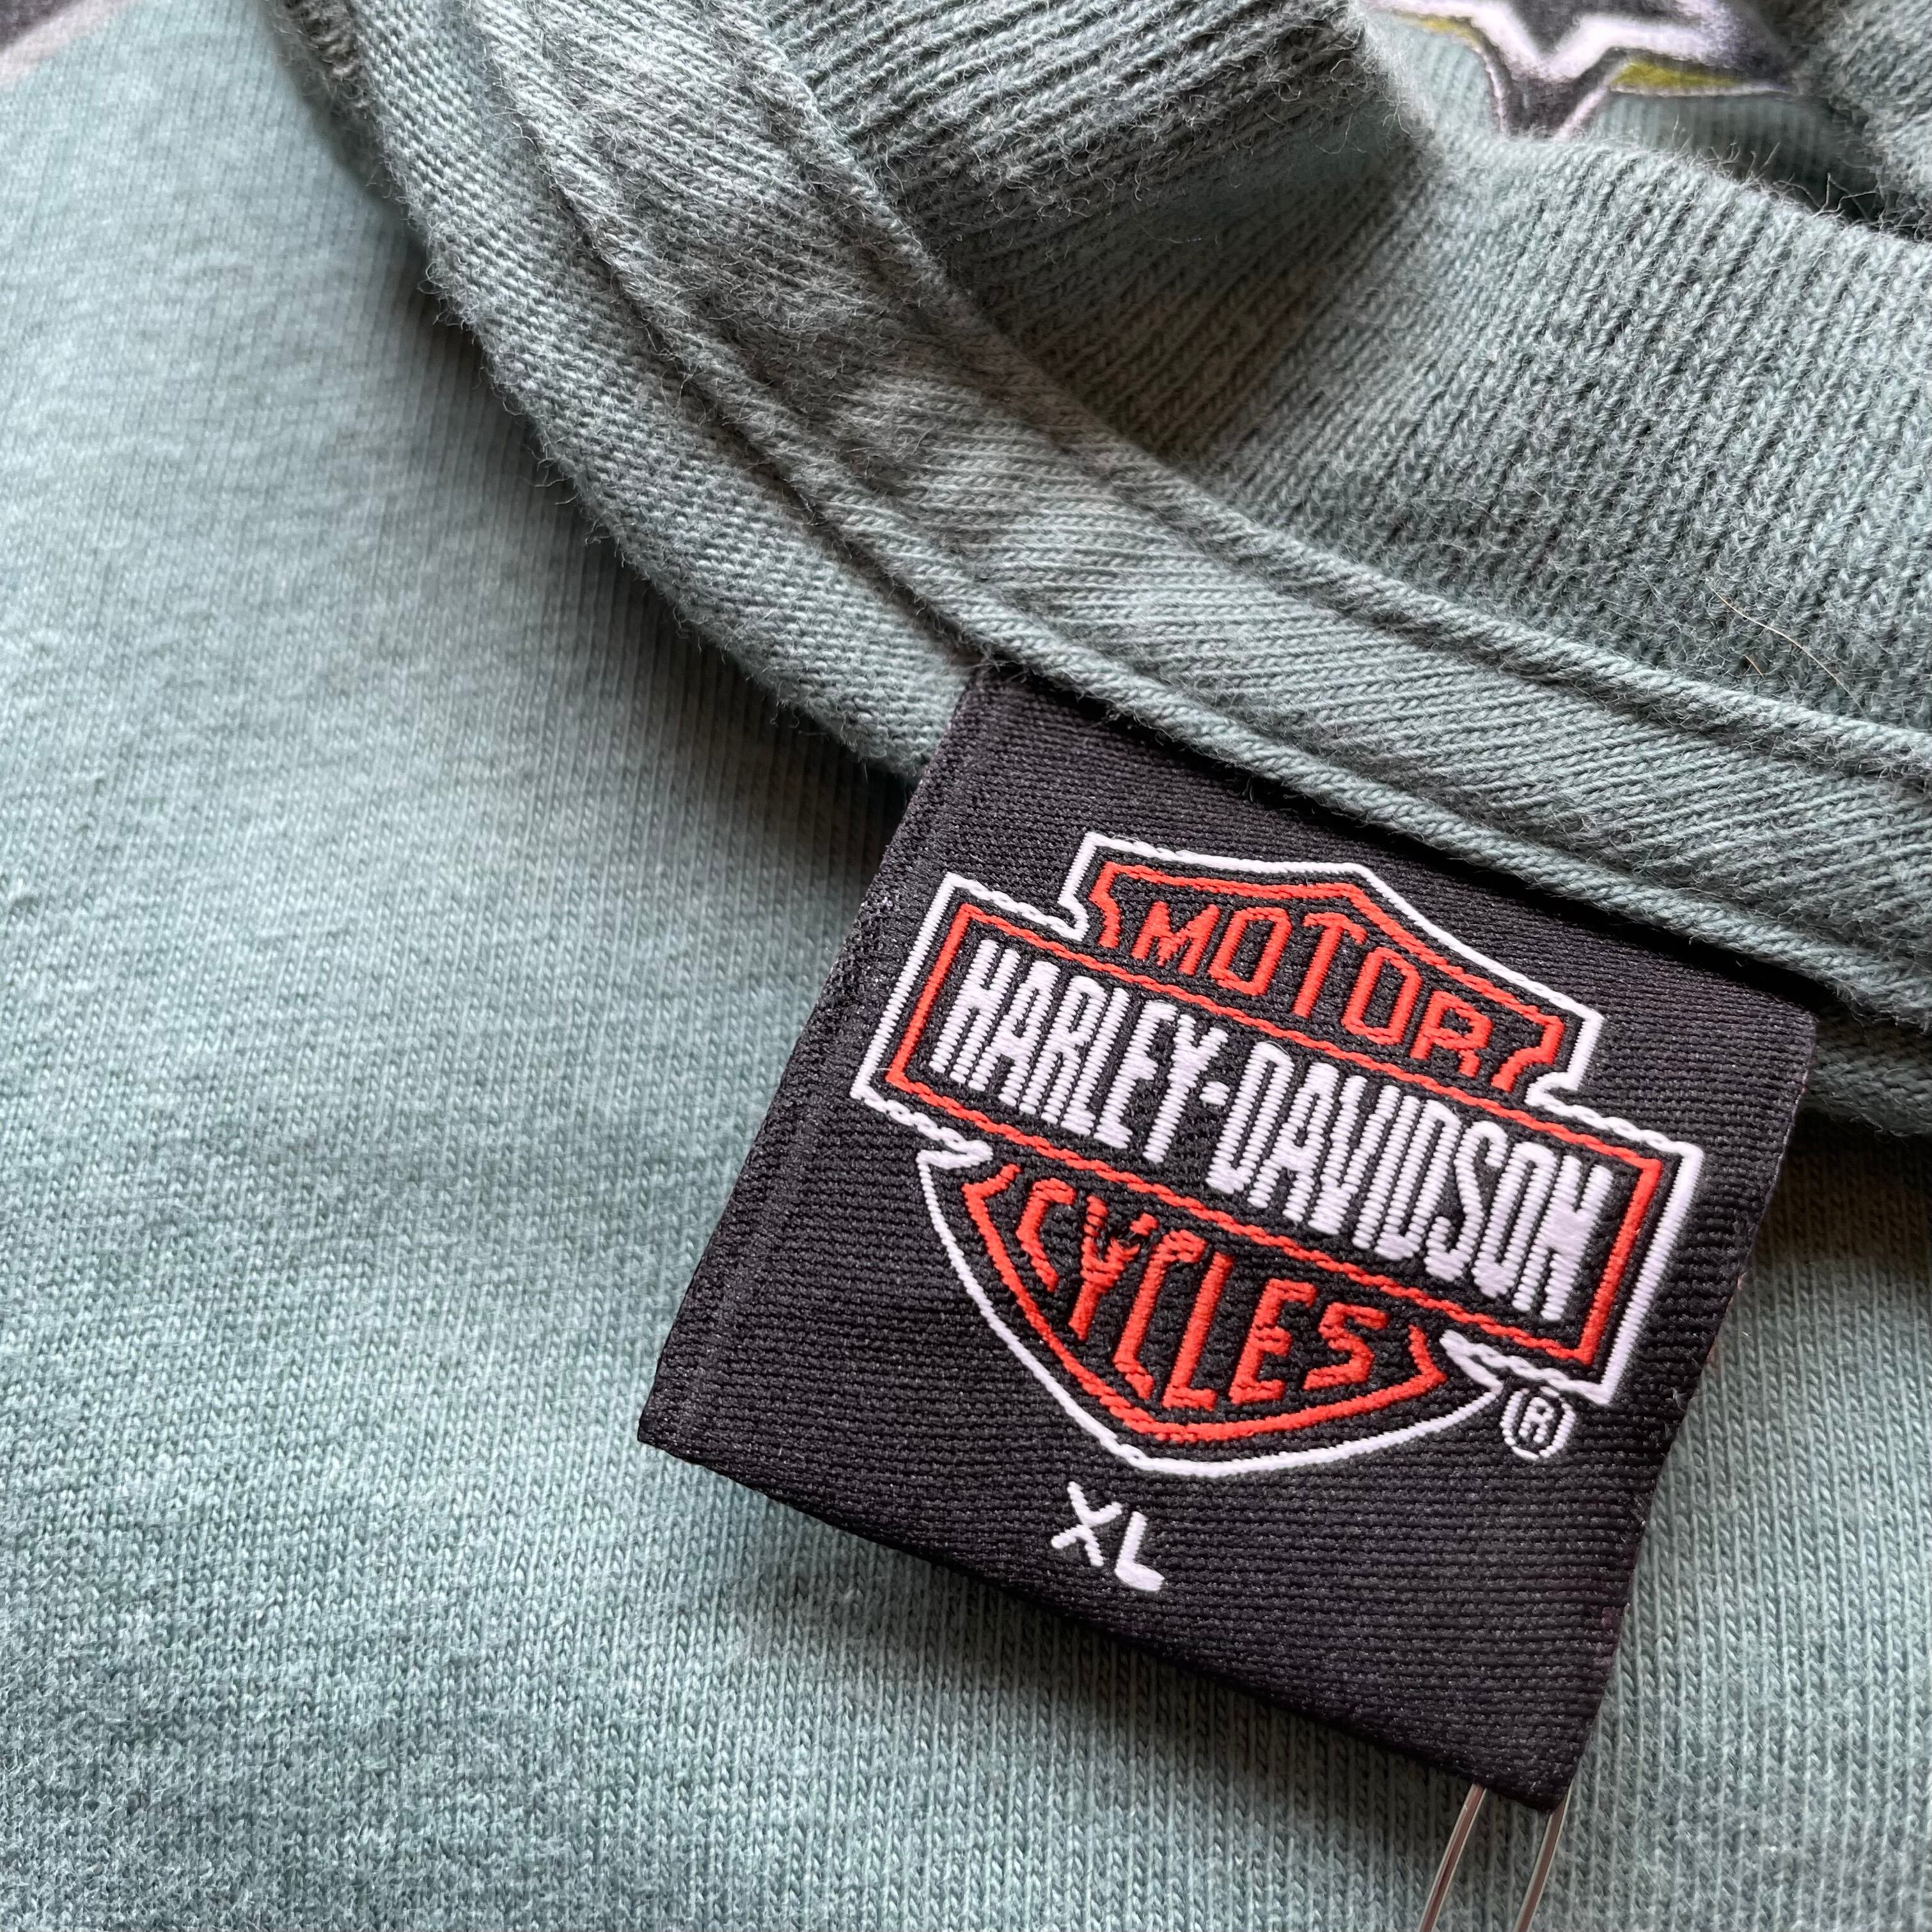 MOTOR
HARLEY-DAVIDSON
CYCLES
®
XL